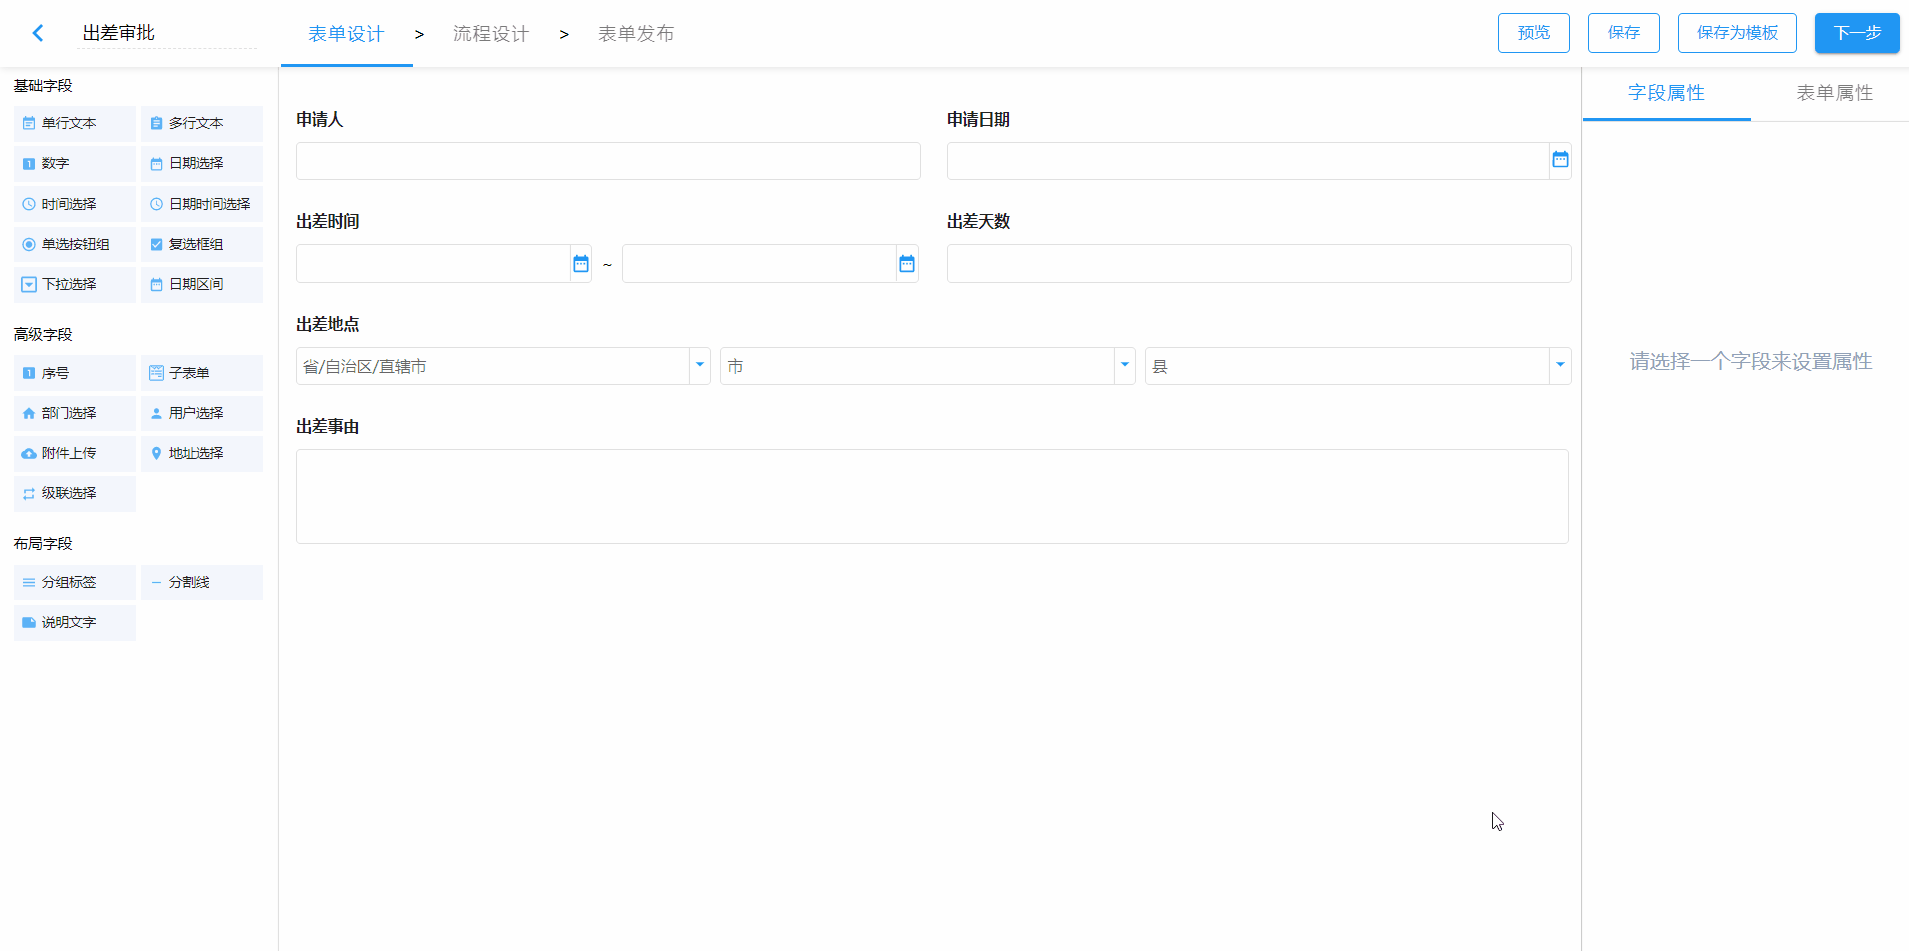 出差审批
表单设计 > 流程设计 > 表单发布
预览 保存 保存为模板 下一步
基础字段
单行文本 多行文本
数字 日期选择
时间选择 日期时间选择
单选按钮组 复选框组
下拉选择 日期区间
高级字段
序号 子表单
部门选择 用户选择
附件上传 地址选择
级联选择
布局字段
分组标签 分割线
说明文字
申请人 申请日期
出差时间 出差天数
~
出差地点
省/自治区/直辖市 市 县
出差事由
字段属性 表单属性
请选择一个字段来设置属性